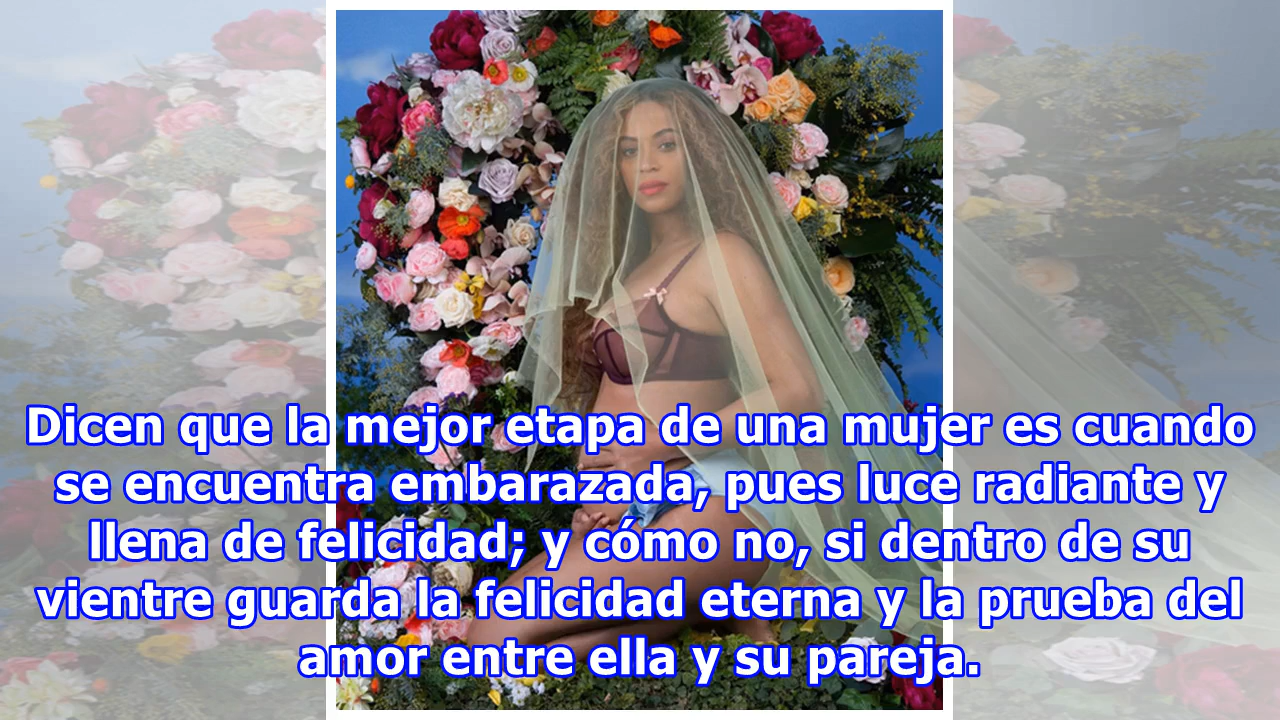 Dicen que la mejor etapa de una mujer es cuando
se encuentra embarazada, pues luce radiante y
llena de felicidad; y cómo no, si dentro de su
vientre guarda la felicidad eterna y la prueba del
amor entre ella y su pareja.